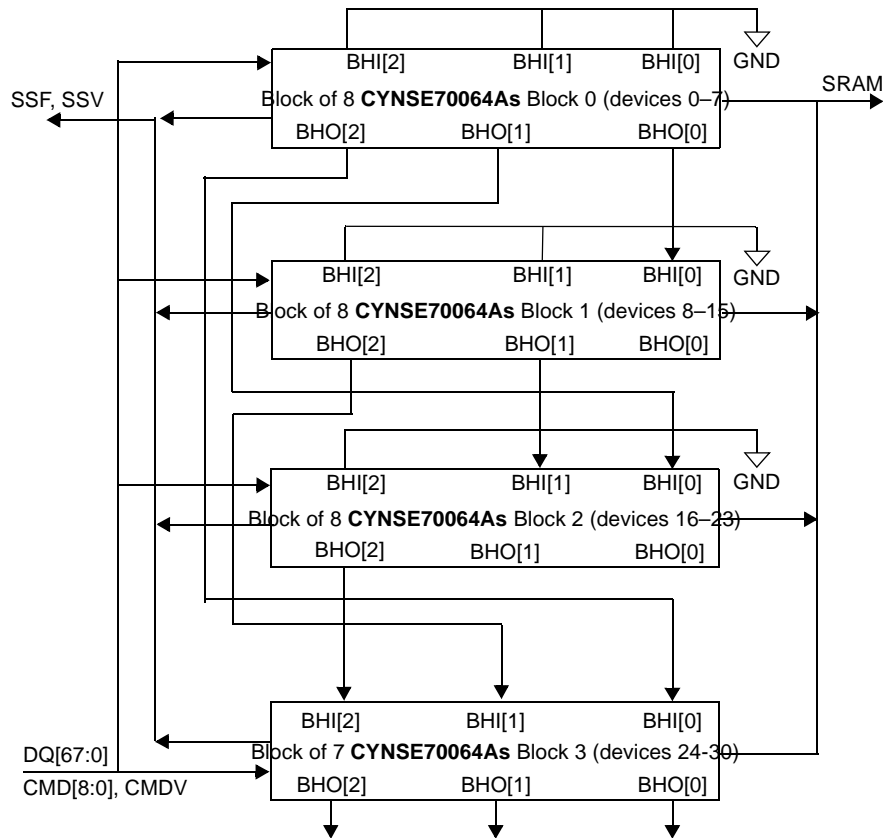 BHI[2] BHI[1] BHI[0] GND
SSF, SSV
SRAM
Block of 8 CYNSE70064As Block 0 (devices 0–7)
BHO[2] BHO[1] BHO[0]
BHI[2] BHI[1] BHI[0] GND
Block of 8 CYNSE70064As Block 1 (devices 8–15)
BHO[2] BHO[1] BHO[0]
BHI[2] BHI[1] BHI[0] GND
Block of 8 CYNSE70064As Block 2 (devices 16–23)
BHO[2] BHO[1] BHO[0]
BHI[2] BHI[1] BHI[0]
DQ[67:0]
Block of 7 CYNSE70064As Block 3 (devices 24-30)
CMD[8:0], CMDV
BHO[2] BHO[1] BHO[0]